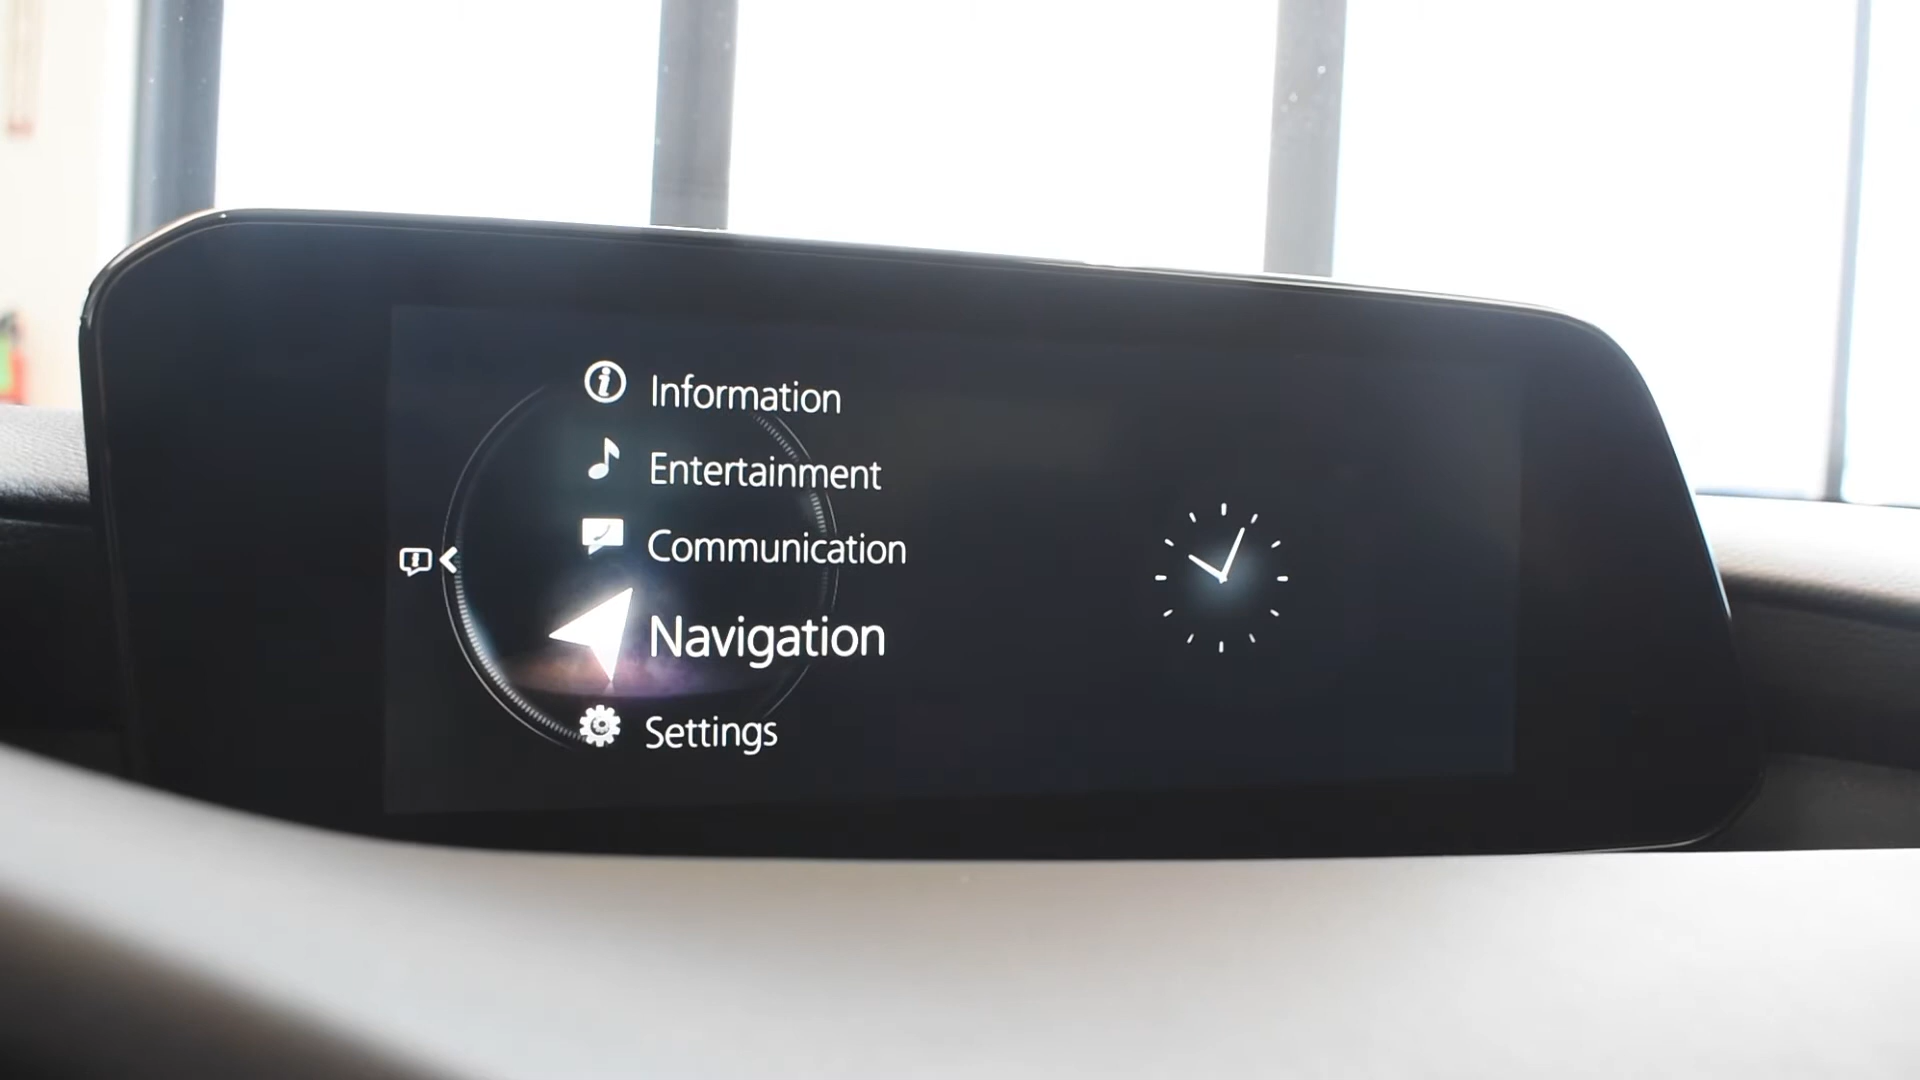 Information
Entertainment
Communication
Navigation
Settings